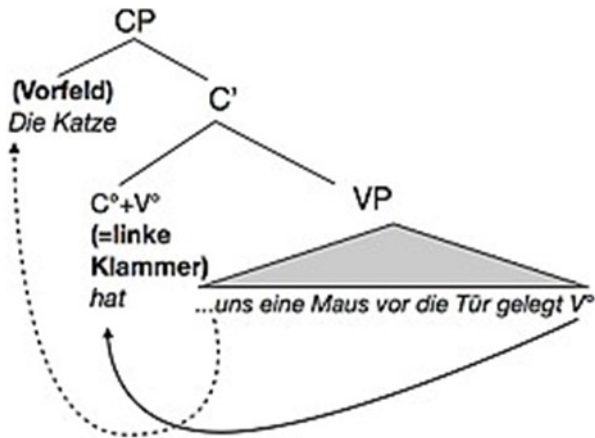 CP
(Vorfeld)
Die Katze
C'
C°+V°
(=linke
Klammer)
hat
VP
...uns eine Maus vor die Tür gelegt V°